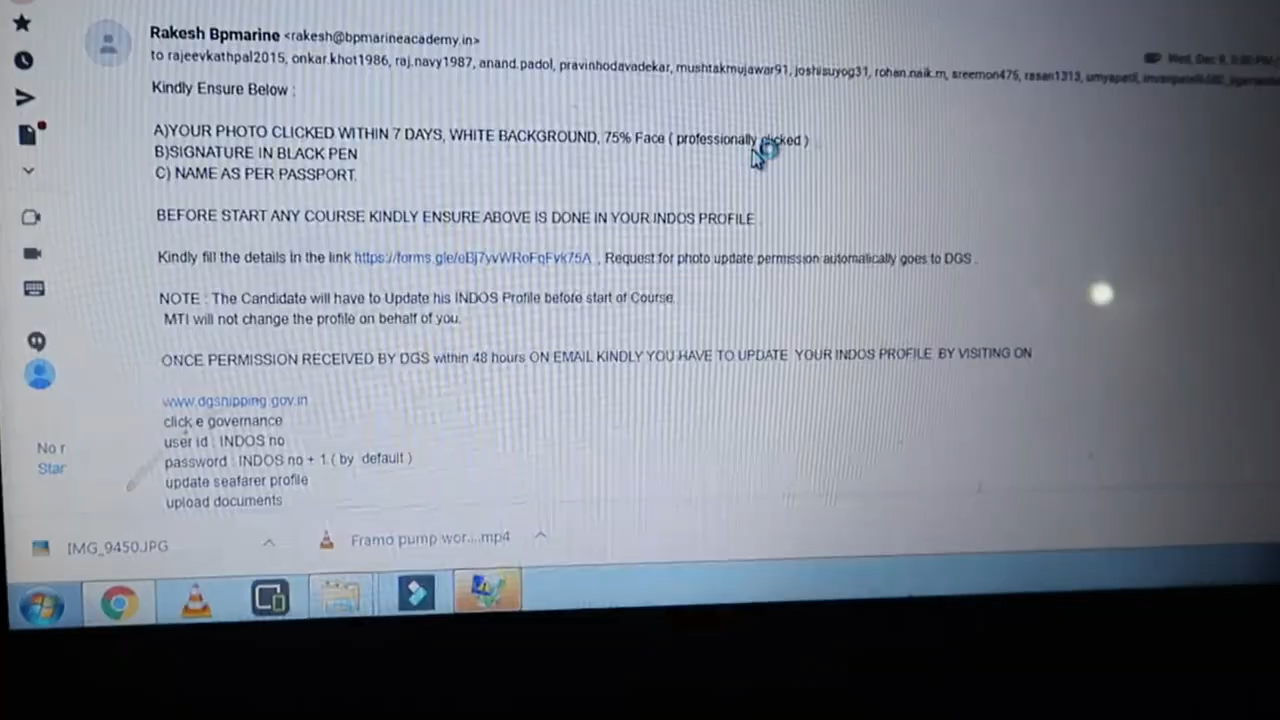 Rakesh Bpmarine <rakesh@bpmarineacademy.in>
to rajeevkathpal2015, onkar.khot1986, raj.navy1987, anand.padol, pravinhodavadekar, mushtakmujawar91, joshisuyog31, rohan.naik.m, sreemon475, rasan1313,
Kindly Ensure Below :
A)YOUR PHOTO CLICKED WITHIN 7 DAYS, WHITE BACKGROUND, 75% Face ( professionally clicked )
B)SIGNATURE IN BLACK PEN
C) NAME AS PER PASSPORT.
BEFORE START ANY COURSE KINDLY ENSURE ABOVE IS DONE IN YOUR INDOS PROFILE
Kindly fill the details in the link https://forms.gle/eBj7yvWRoFqFvk75A , Request for photo update permission automatically goes to DGS .
NOTE : The Candidate will have to Update his INDOS Profile before start of Course.
MTI will not change the profile on behalf of you.
ONCE PERMISSION RECEIVED BY DGS within 48 hours ON EMAIL KINDLY YOU HAVE TO UPDATE YOUR INDOS PROFILE BY VISITING ON
www.dgshipping.gov.in
click e governance
user id : INDOS no
password : INDOS no + 1 ( by default )
update seafarer profile
upload documents
No r
Star
IMG_9450.JPG
Framo pump wor....mp4